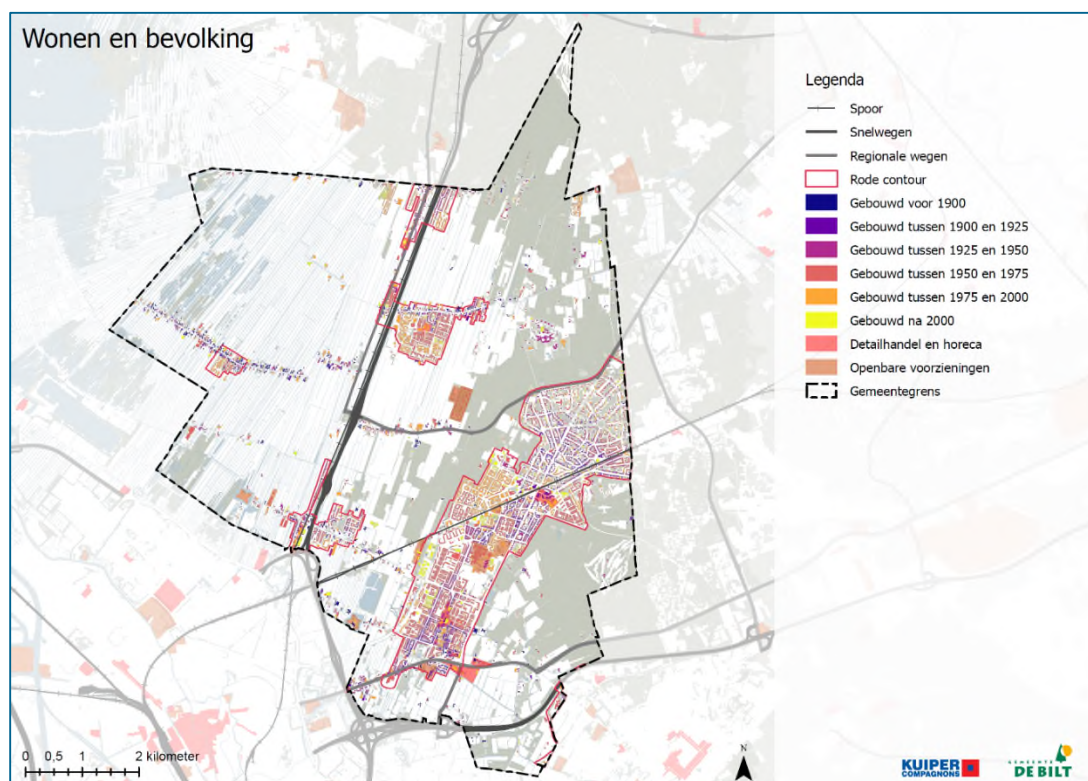 Wonen en bevolking
Legenda
Spoor
Snelwegen
Regionale wegen
Rode contour
Gebouwd voor 1900
Gebouwd tussen 1900 en 1925
Gebouwd tussen 1925 en 1950
Gebouwd tussen 1950 en 1975
Gebouwd tussen 1975 en 2000
Gebouwd na 2000
Detailhandel en horeca
Openbare voorzieningen
Gemeentegrens
0 0,5 1 2 kilometer
N
KUIPER
COMPAGNONS
GEMEENTE
DE BILT